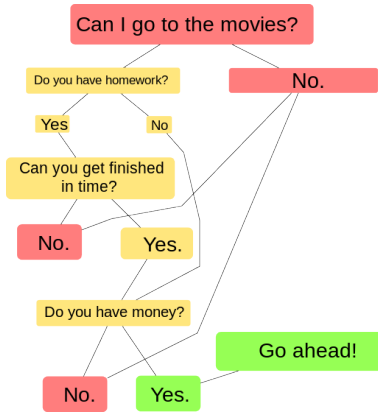 Can I go to the movies?
Do you have homework?
No.
Yes
No
Can you get finished
in time?
No.
Yes.
Do you have money?
Go ahead!
No.
Yes.